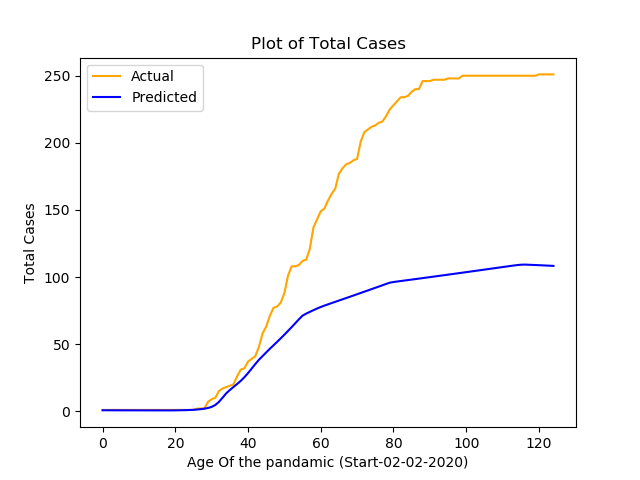 Plot of Total Cases
Actual
Predicted
250
200
150
100
50
0
Total Cases
0 20 40 60 80 100 120
Age Of the pandamic (Start-02-02-2020)